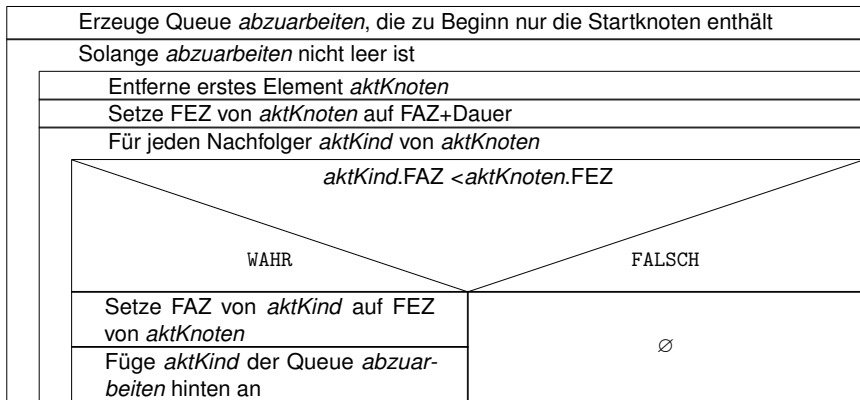 Erzeuge Queue abzuarbeiten, die zu Beginn nur die Startknoten enthält
Solange abzuarbeiten nicht leer ist
Entferne erstes Element aktKnoten
Setze FEZ von aktKnoten auf FAZ+Dauer
Für jeden Nachfolger aktKind von aktKnoten
aktKind.FAZ <aktKnoten.FEZ
WAHR
FALSCH
Setze FAZ von aktKind auf FEZ
von aktKnoten
Füge aktKind der Queue abzuar-
beiten hinten an
∅